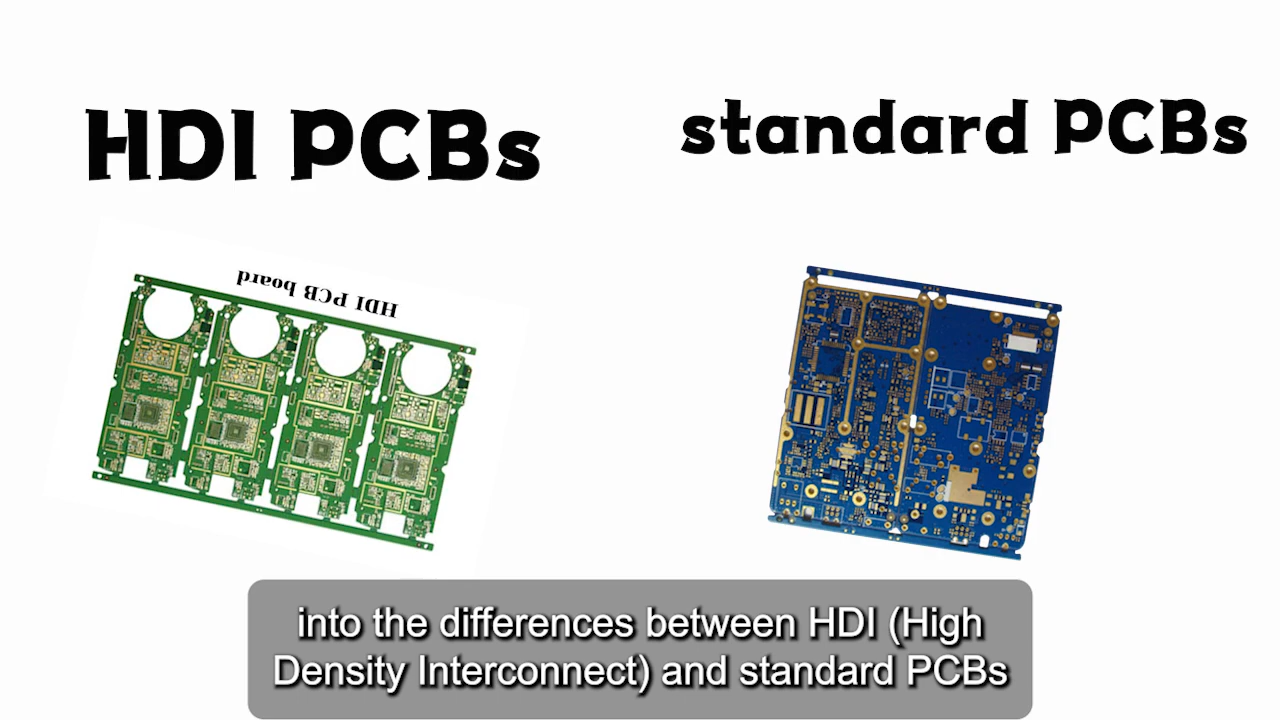 HDI PCBs
standard PCBs
HDI PCB board
into the differences between HDI (High
Density Interconnect) and standard PCBs